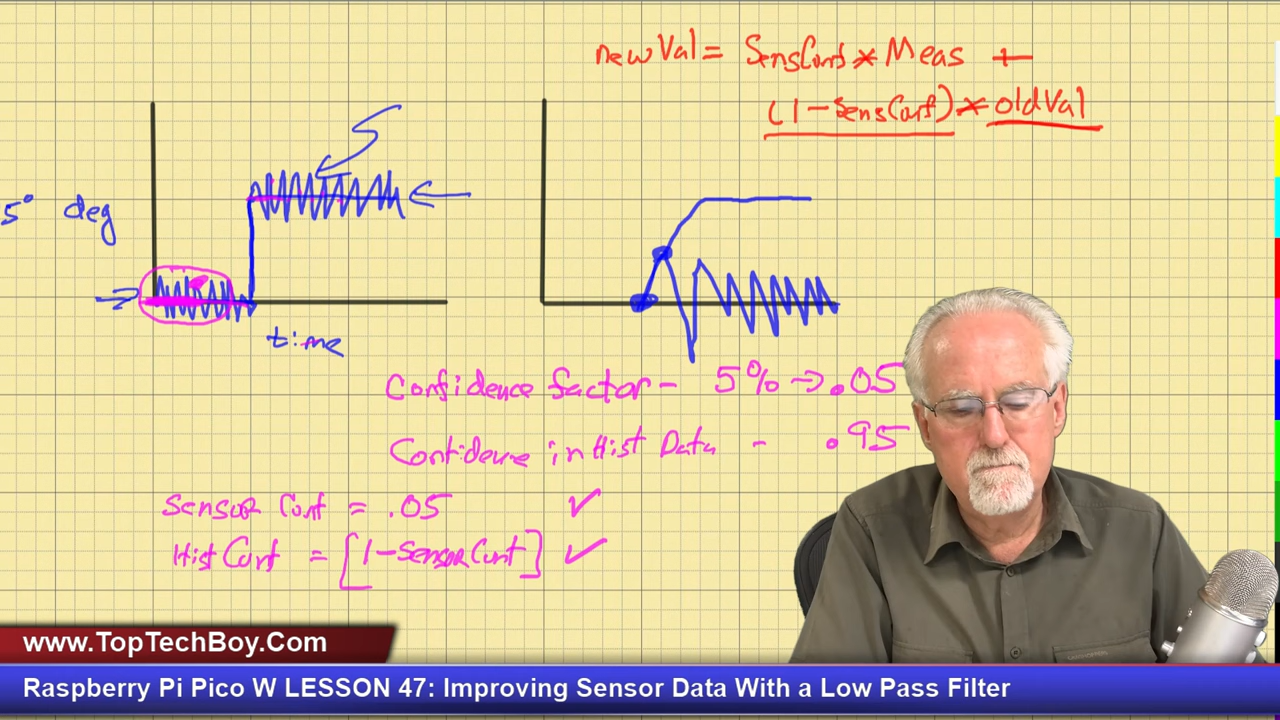 newVal = SensConf * Meas +
(1-SensConf) * oldVal
5° deg
time
Confidence factor - 5% → .05
Confidence in Hist Data - .95
Sensor Conf = .05 ✓
Hist Conf = [1-SensorConf] ✓
www.TopTechBoy.Com
Raspberry Pi Pico W LESSON 47: Improving Sensor Data With a Low Pass Filter